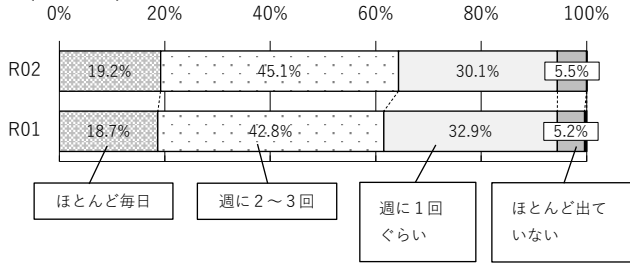 0% 20% 40% 60% 80% 100%
R02 19.2% 45.1% 30.1% 5.5%
R01 18.7% 42.8% 32.9% 5.2%
ほとんど毎日
週に2～3回
週に1回
ぐらい
ほとんど出て
いない